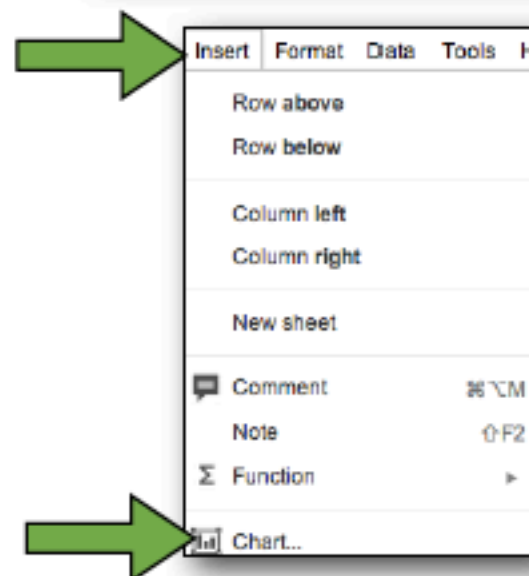 Insert Format Data Tools H
Row above
Row below
Column left
Column right
New sheet
Comment ⌘⌥M
Note ⇧F2
Σ Function ►
Chart...